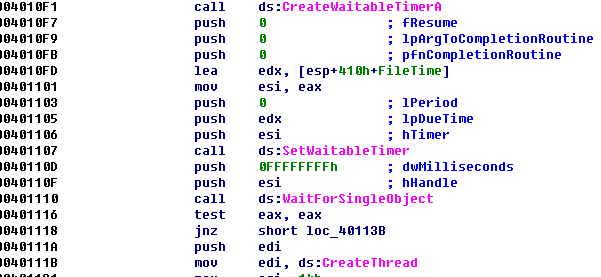 004010F1 call ds:CreateWaitableTimerA
004010F7 push 0 ; fResume
004010F9 push 0 ; lpArgToCompletionRoutine
004010FB push 0 ; pfnCompletionRoutine
004010FD lea edx, [esp+410h+FileTime]
00401101 mov esi, eax
00401103 push 0 ; lPeriod
00401105 push edx ; lpDueTime
00401106 push esi ; hTimer
00401107 call ds:SetWaitableTimer
0040110D push 0FFFFFFFFh ; dwMilliseconds
0040110F push esi ; hHandle
00401110 call ds:WaitForSingleObject
00401116 test eax, eax
00401118 jnz short loc_40113B
0040111A push edi
0040111B mov edi, ds:CreateThread